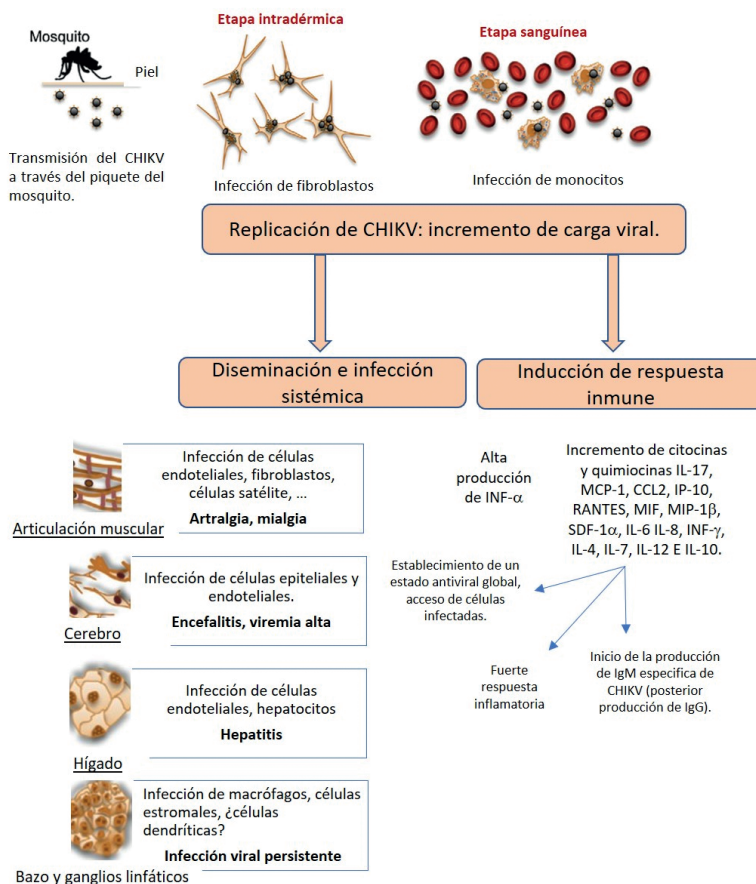 Etapa intradérmica
Etapa sanguínea
Mosquito
Piel
Transmisión del CHIKV
a través del piquete del
mosquito.
Infección de fibroblastos
Infección de monocitos
Replicación de CHIKV: incremento de carga viral.
Diseminación e infección
sistémica
Inducción de respuesta
inmune
Infección de células
endoteliales, fibroblastos,
células satélite, ...
Artralgia, mialgia
Articulación muscular
Infección de células epiteliales y
endoteliales.
Encefalitis, viremia alta
Cerebro
Infección de células
endoteliales, hepatocitos
Hepatitis
Hígado
Infección de macrófagos, células
estromales, ¿células
dendríticas?
Infección viral persistente
Bazo y ganglios linfáticos
Alta
producción
de INF-α
Incremento de citocinas
y quimiocinas IL-17,
MCP-1, CCL2, IP-10,
RANTES, MIF, MIP-1β,
SDF-1α, IL-6 IL-8, INF-γ,
IL-4, IL-7, IL-12 E IL-10.
Establecimiento de un
estado antiviral global,
acceso de células
infectadas.
Fuerte
respuesta
inflamatoria
Inicio de la producción
de IgM especifica de
CHIKV (posterior
producción de IgG).